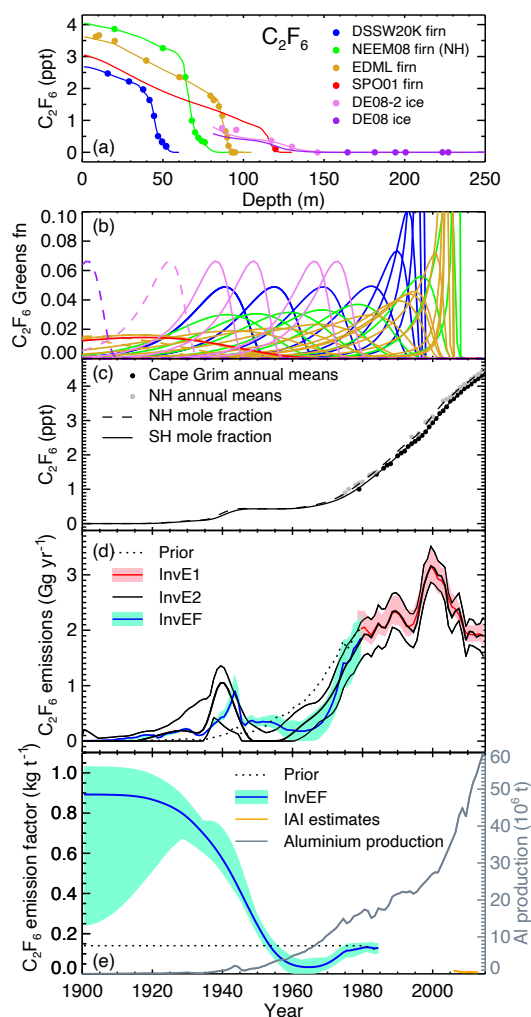 C₂F₆
DSSW20K firn
NEEM08 firn (NH)
EDML firn
SPO01 firn
DE08-2 ice
DE08 ice
C₂F₆ (ppt)
4
3
2
1
0
(a)
0 50 100 150 200 250
Depth (m)
(b)
C₂F₆ Greens fn
0.10
0.08
0.06
0.04
0.02
0.00
(c)
Cape Grim annual means
NH annual means
NH mole fraction
SH mole fraction
C₂F₆ (ppt)
4
3
2
1
0
(d)
Prior
InvE1
InvE2
InvEF
C₂F₆ emissions (Gg yr⁻¹)
3
2
1
0
Prior
InvEF
IAI estimates
Aluminium production
C₂F₆ emission factor (kg t⁻¹)
1.0
0.8
0.6
0.4
0.2
0.0
(e)
60
50
40
30
20
10
0
Al production (10⁶ t)
1900 1920 1940 1960 1980 2000
Year